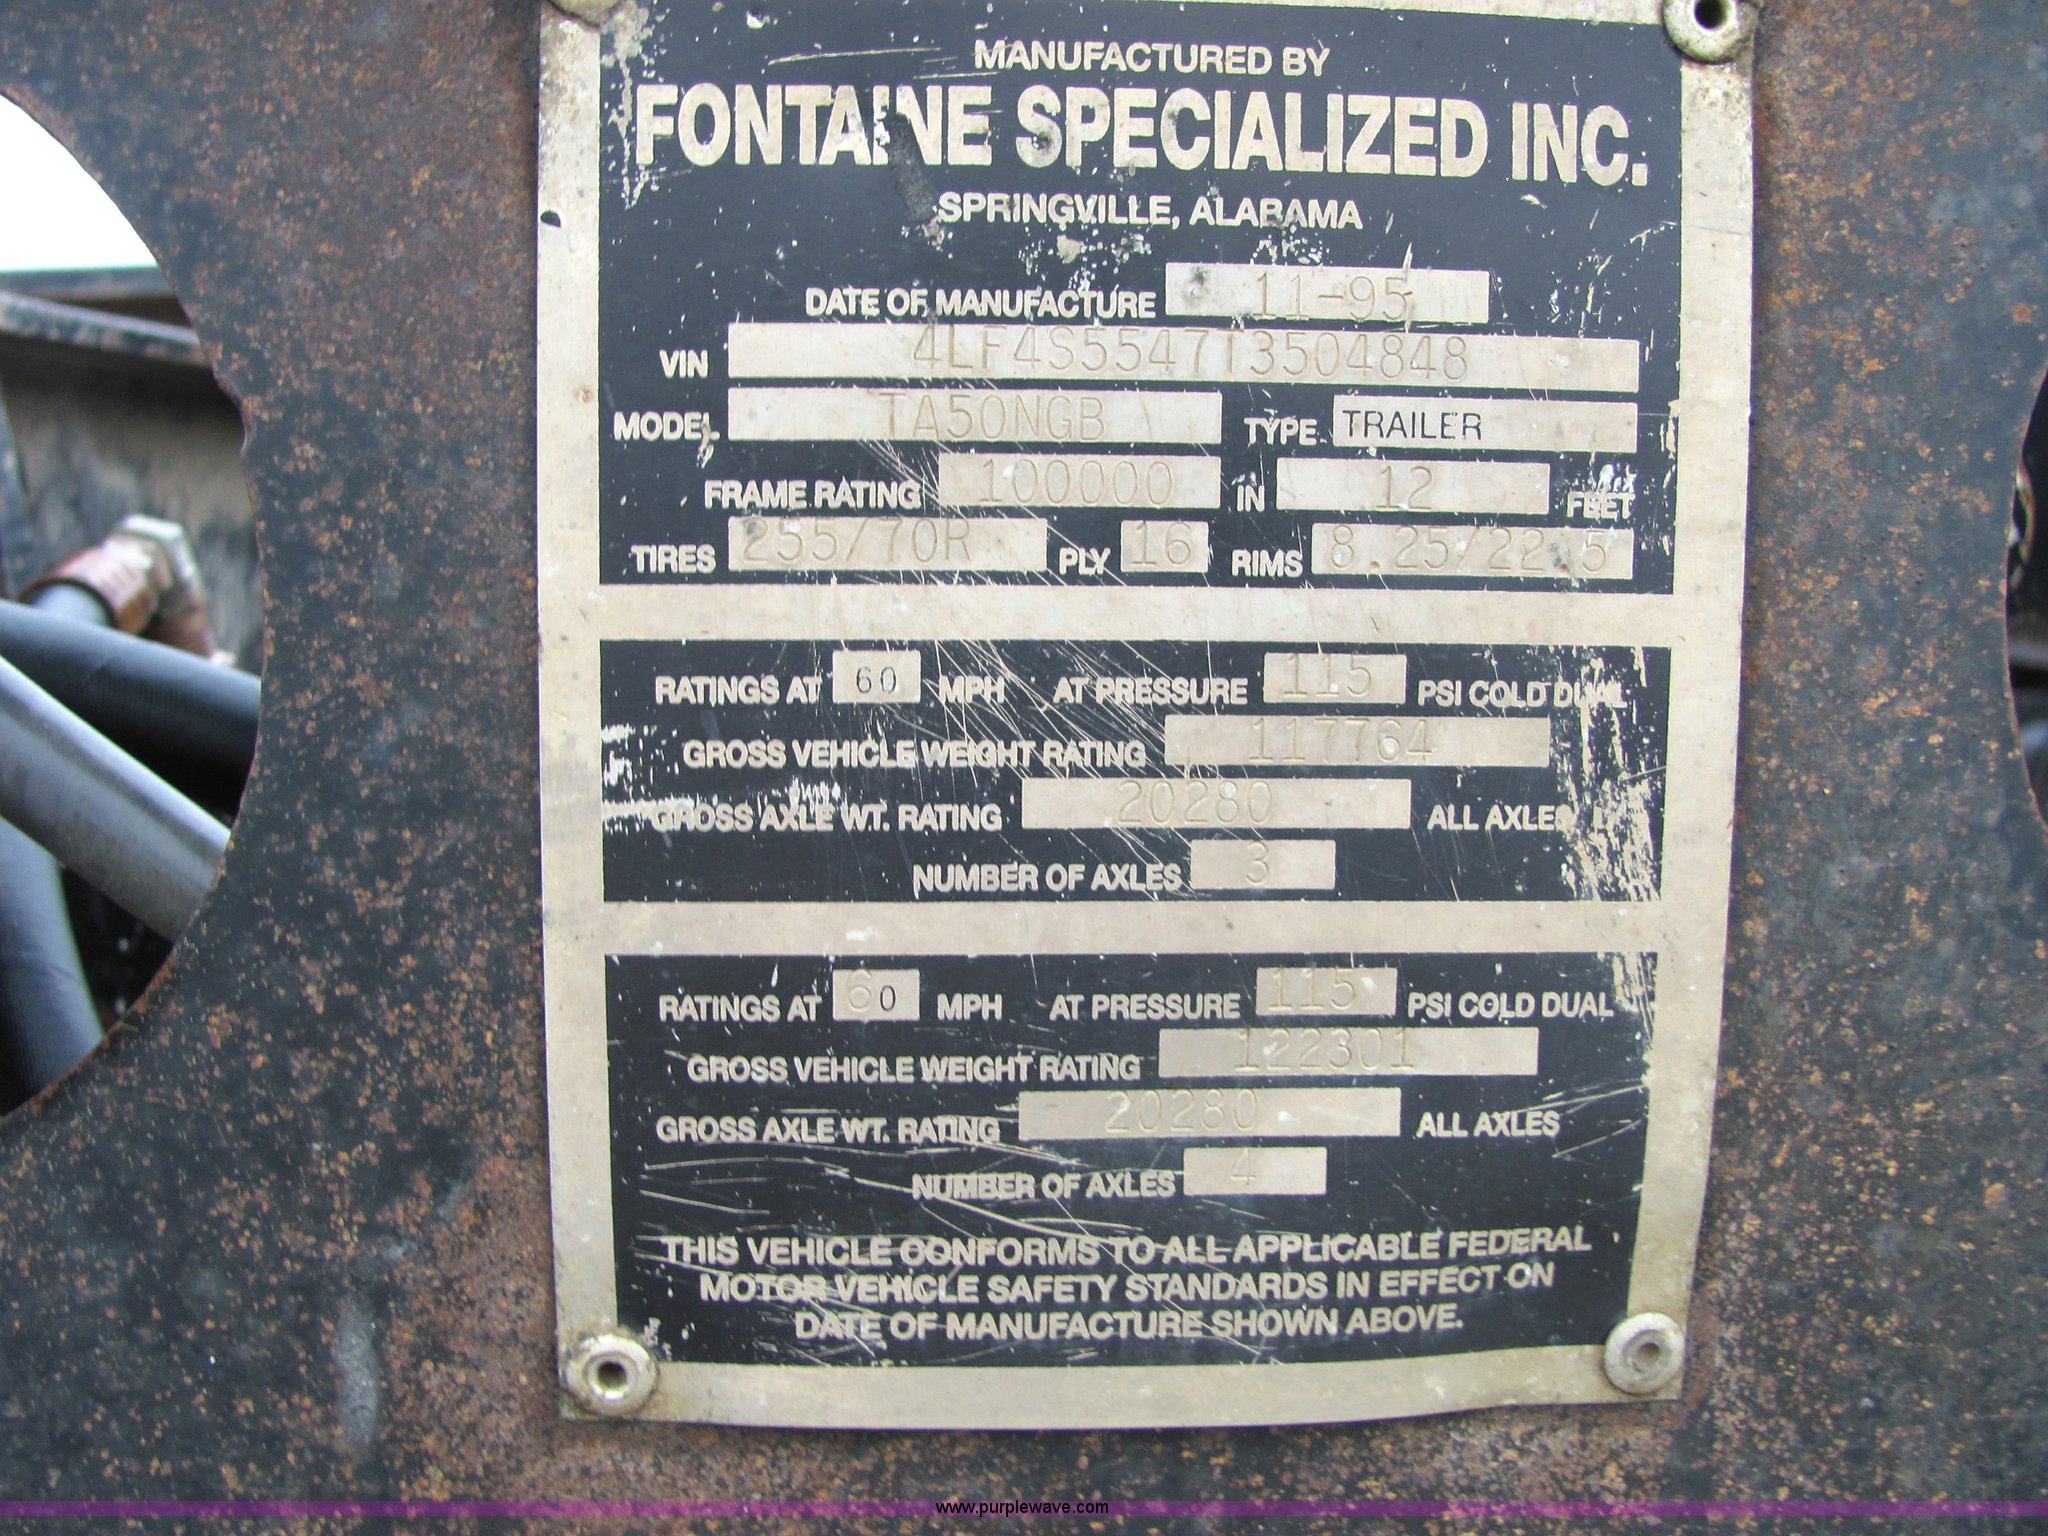 MANUFACTURED BY
FONTAINE SPECIALIZED INC.
SPRINGVILLE, ALABAMA
DATE OF MANUFACTURE 11-95
VIN 4LF4S5547T3504848
MODEL TA50NGB TYPE TRAILER
FRAME RATING 100000 IN 12 FEET
TIRES 255/70R PLY 16 RIMS 8.25/22.5
RATINGS AT 60 MPH AT PRESSURE 115 PSI COLD DUAL
GROSS VEHICLE WEIGHT RATING 117764
GROSS AXLE WT. RATING 20280 ALL AXLES
NUMBER OF AXLES 3
RATINGS AT 60 MPH AT PRESSURE 115 PSI COLD DUAL
GROSS VEHICLE WEIGHT RATING 122301
GROSS AXLE WT. RATING 20280 ALL AXLES
NUMBER OF AXLES 4
THIS VEHICLE CONFORMS TO ALL APPLICABLE FEDERAL
MOTOR VEHICLE SAFETY STANDARDS IN EFFECT ON
DATE OF MANUFACTURE SHOWN ABOVE.
www.purplewave.com